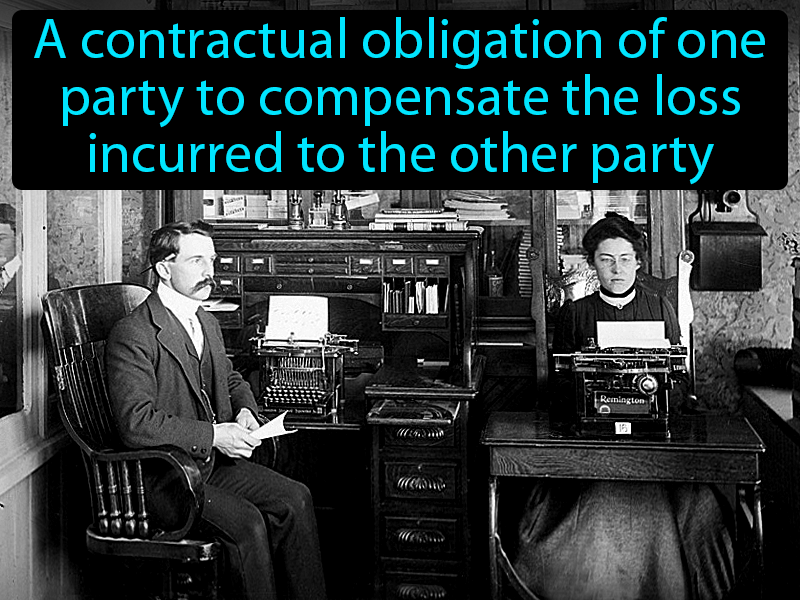 A contractual obligation of one
party to compensate the loss
incurred to the other party
Remington